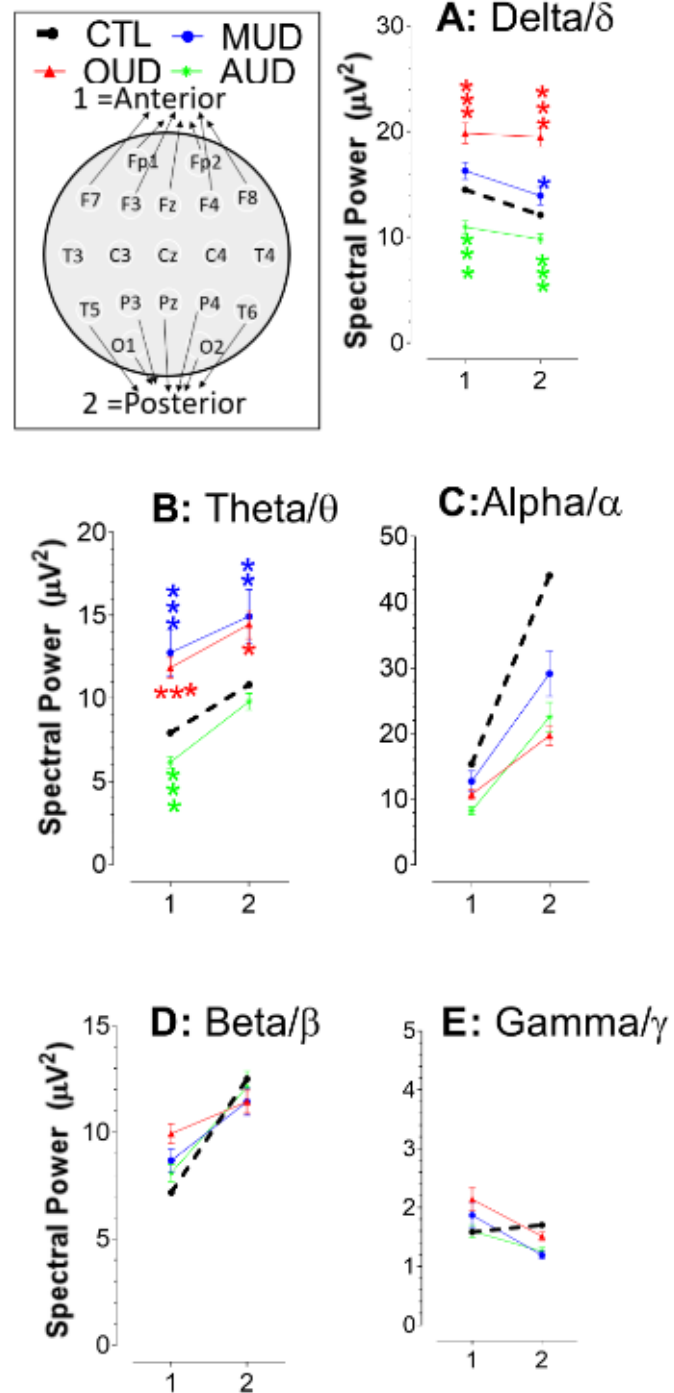 CTL MUD
OUD AUD
1 =Anterior
Fp1 Fp2
F7 F3 Fz F4 F8
T3 C3 Cz C4 T4
T5 P3 Pz P4 T6
O1 O2
2 =Posterior
A: Delta/δ
Spectral Power (μV²)
30
20
10
0
1 2
B: Theta/θ
Spectral Power (μV²)
20
15
10
5
0
***
**
***
*
***
1 2
C:Alpha/α
50
40
30
20
10
0
1 2
D: Beta/β
Spectral Power (μV²)
15
10
5
0
1 2
E: Gamma/γ
5
4
3
2
1
0
1 2